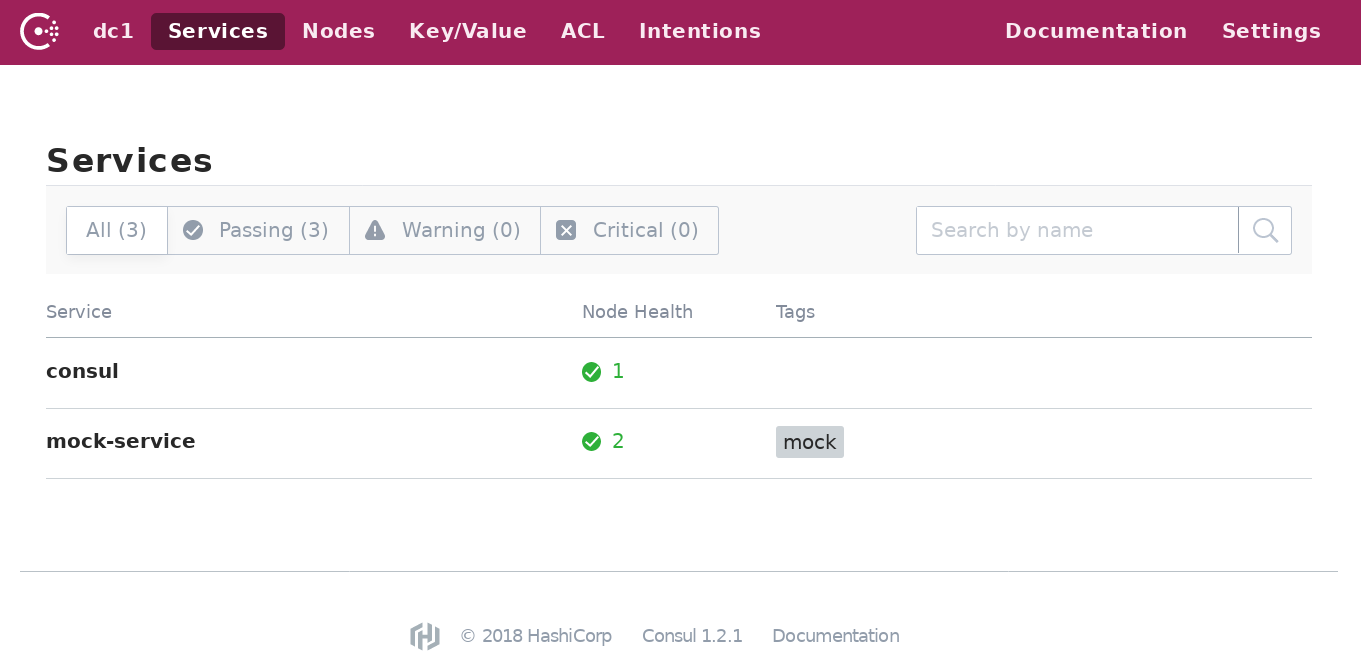 dc1 Services Nodes Key/Value ACL Intentions Documentation Settings
Services
All (3) Passing (3) Warning (0) Critical (0) Search by name
Service Node Health Tags
consul 1
mock-service 2 mock
© 2018 HashiCorp Consul 1.2.1 Documentation